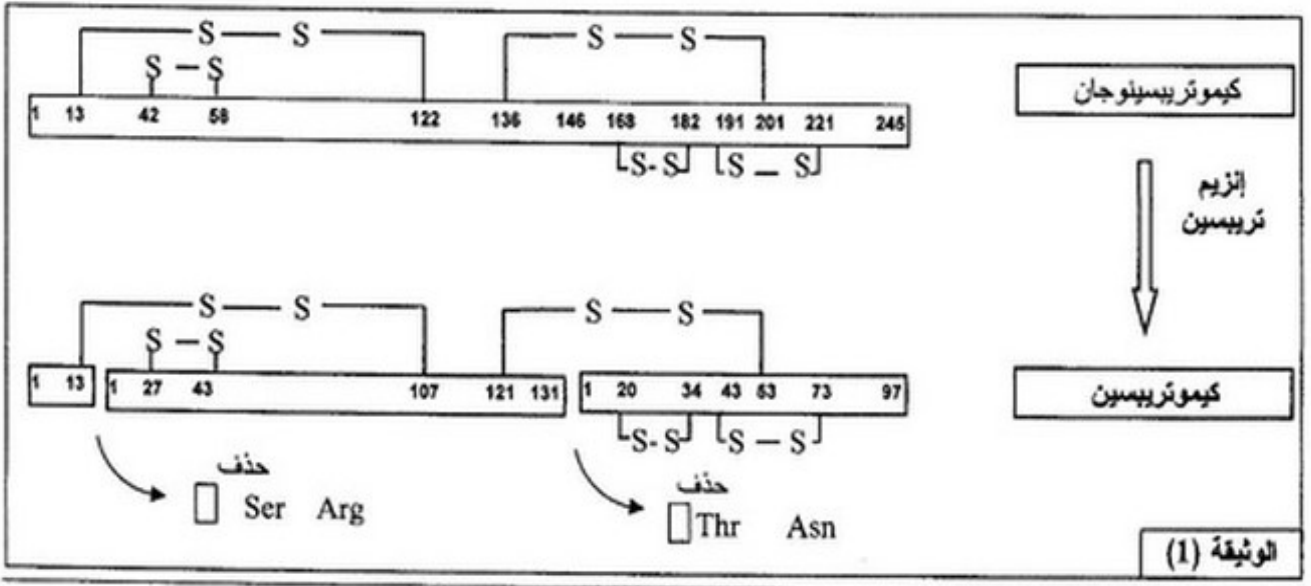 S S S S
S – S
كيموتريبسينوجان
1 13 42 58 122 136 146 168 182 191 201 221 245
S - S S – S
إنزيم
تريبسين
S S S S
S – S
كيموتريبسين
1 13 1 27 43 107 121 131 1 20 34 43 53 73 97
S - S S – S
حذف
Ser Arg
حذف
Thr Asn
الوثيقة (1)